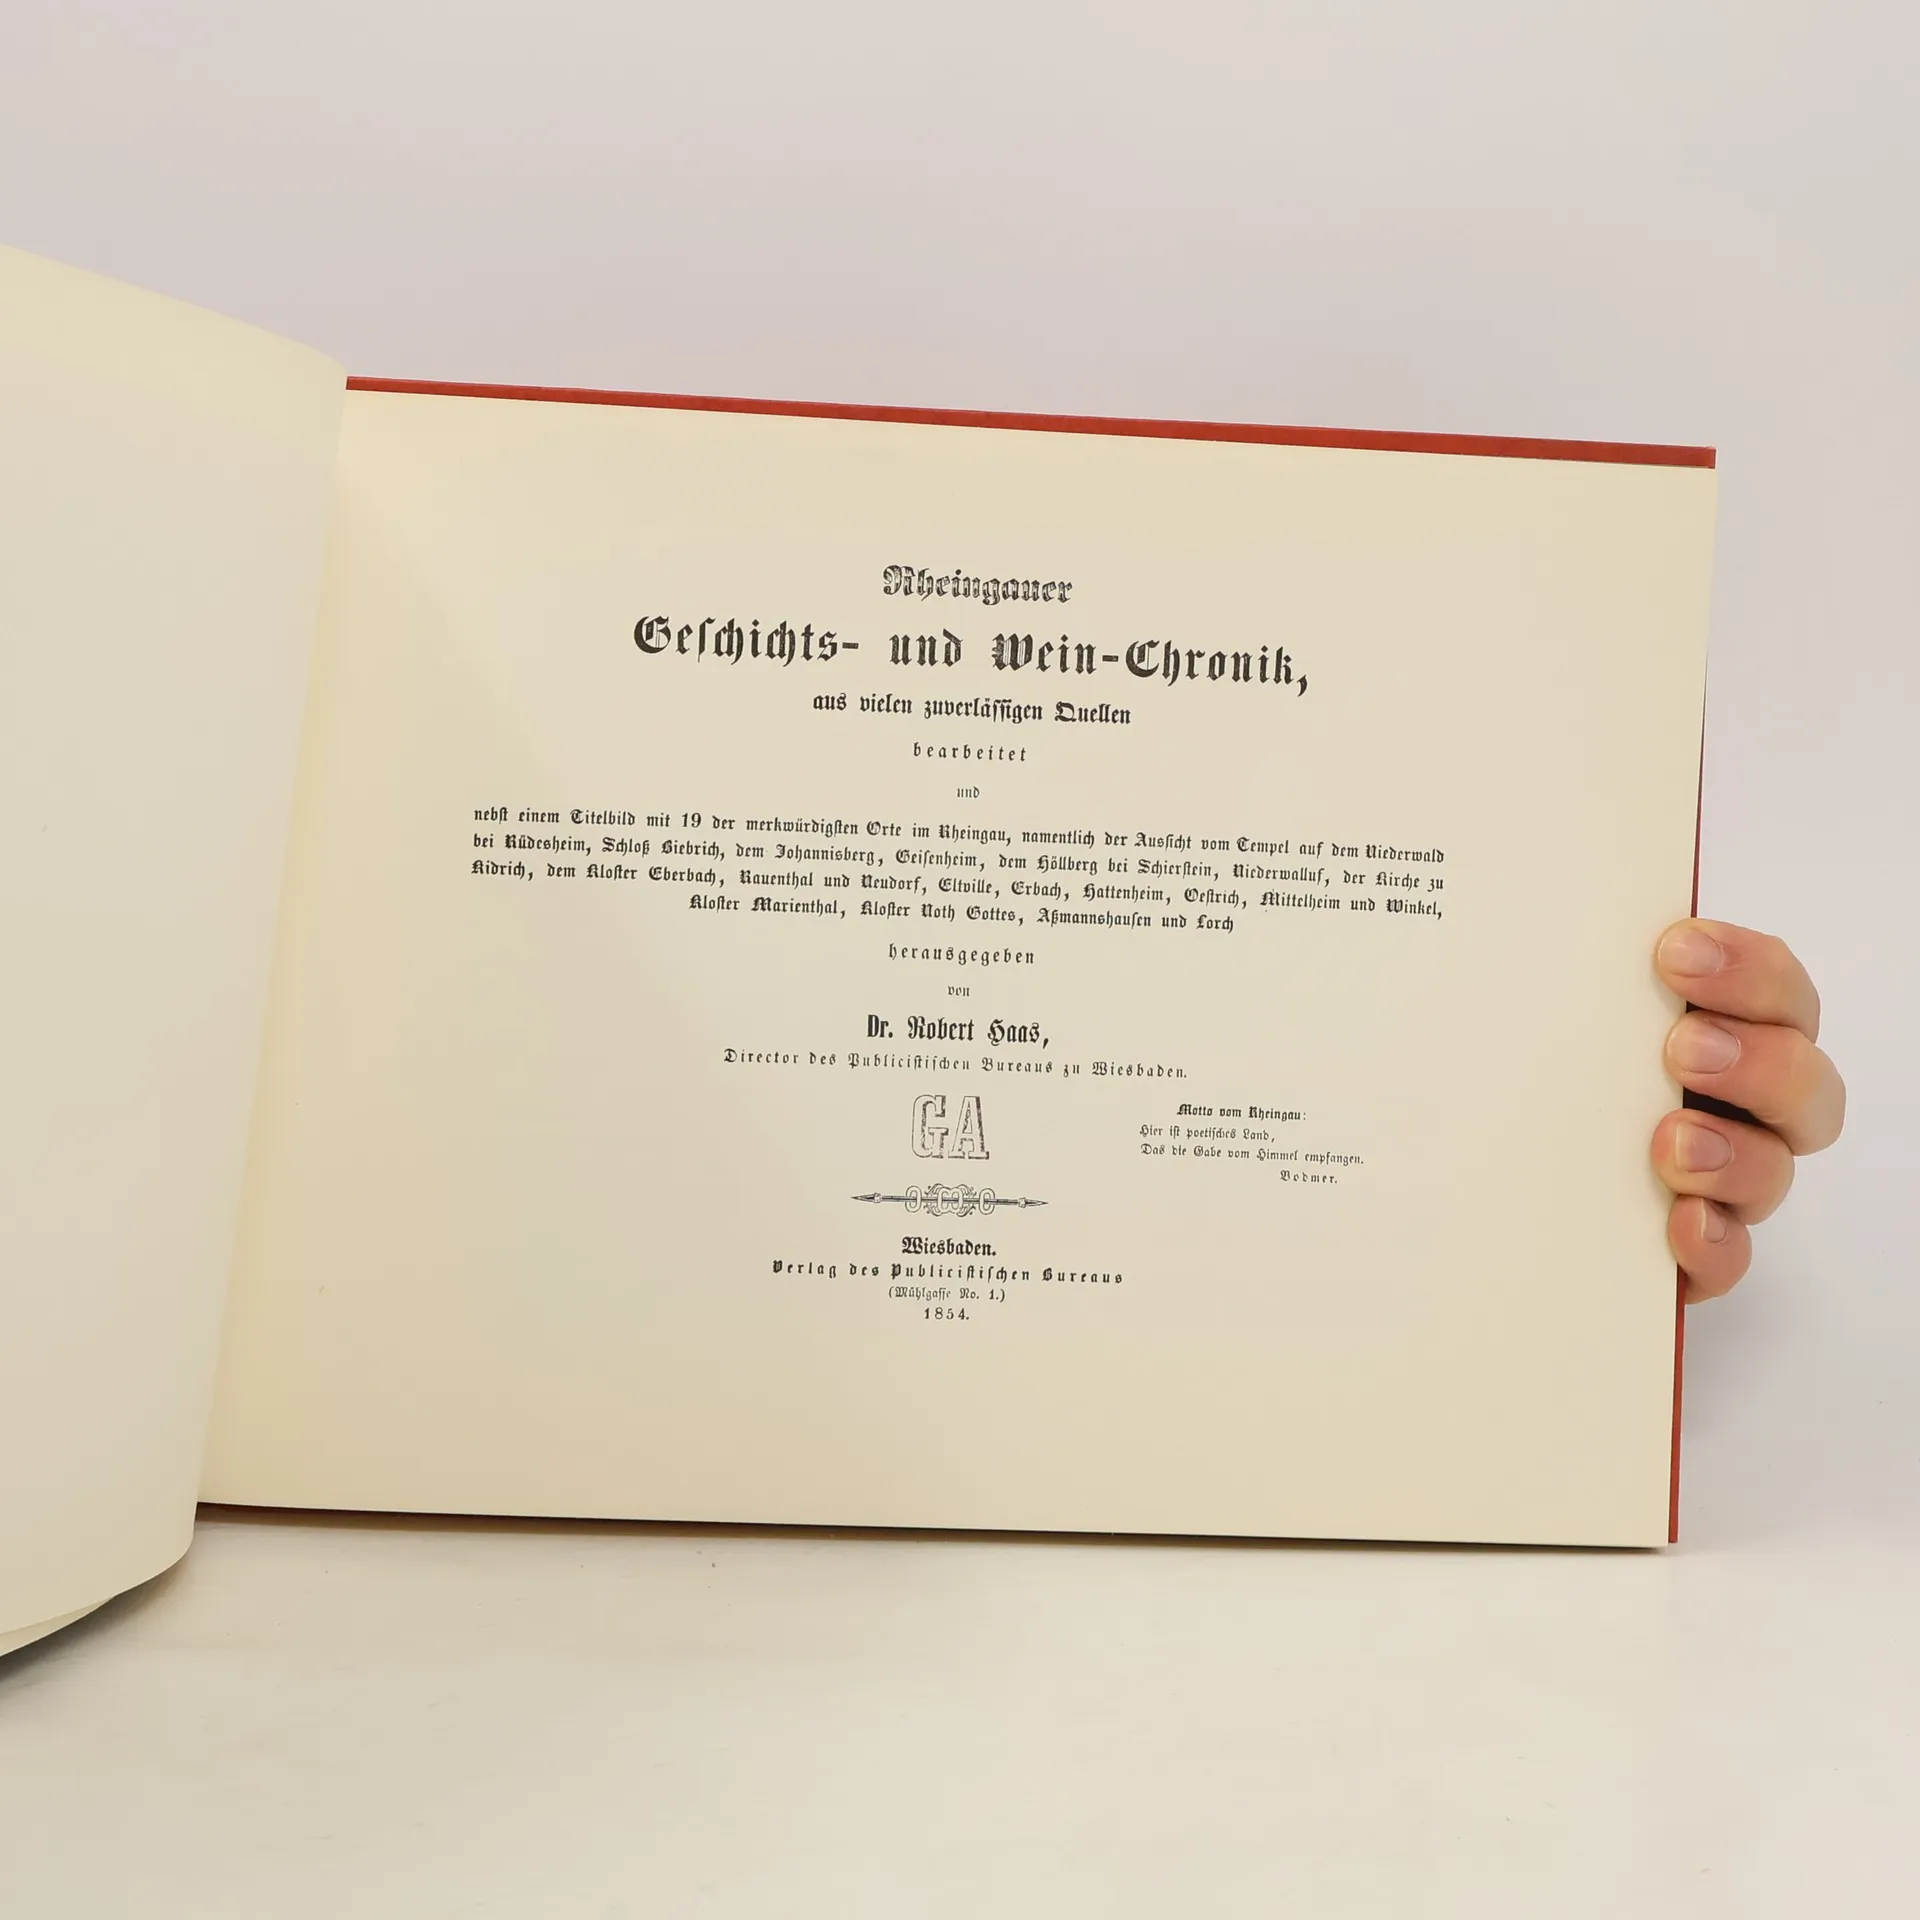 Rheingauer
Geſchichts- und Wein-Chronik,
aus vielen zuverläſſigen Quellen
bearbeitet
und
nebſt einem Titelbild mit 19 der merkwürdigſten Orte im Rheingau, namentlich der Ausſicht vom Tempel auf dem Niederwald
bei Rüdesheim, Schloß Biebrich, dem Johannisberg, Geiſenheim, dem Höllberg bei Schierſtein, Niederwalluf, der Kirche zu
Kidrich, dem Kloſter Eberbach, Rauenthal und Neudorf, Eltville, Erbach, Hattenheim, Oeſtrich, Mittelheim und Winkel,
Kloſter Marienthal, Kloſter Noth Gottes, Aßmannshauſen und Lorch
herausgegeben
von
Dr. Robert Haas,
Director des Publiciſtiſchen Bureaus zu Wiesbaden.
GA
Motto vom Rheingau:
Hier iſt poetiſches Land,
Das die Gabe vom Himmel empfangen.
Bodmer.
Wiesbaden.
Verlag des Publiciſtiſchen Bureaus
(Mühlgaſſe No. 1.)
1854.